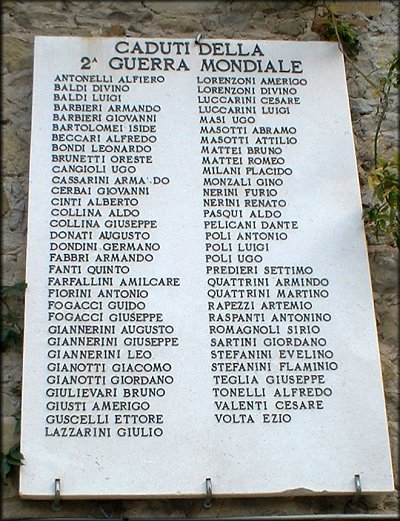 CADUTI DELLA
2ᴬ GUERRA MONDIALE
ANTONELLI ALFIERO
BALDI DIVINO
BALDI LUIGI
BARBIERI ARMANDO
BARBIERI GIOVANNI
BARTOLOMEI ISIDE
BECCARI ALFREDO
BONDI LEONARDO
BRUNETTI ORESTE
CANGIOLI UGO
CASSARINI ARMA DO
CERBAI GIOVANNI
CINTI ALBERTO
COLLINA ALDO
COLLINA GIUSEPPE
DONATI AUGUSTO
DONDINI GERMANO
FABBRI ARMANDO
FANTI QUINTO
FARFALLINI AMILCARE
FIORINI ANTONIO
FOGACCI GUIDO
FOGACCI GIUSEPPE
GIANNERINI AUGUSTO
GIANNERINI GIUSEPPE
GIANNERINI LEO
GIANOTTI GIACOMO
GIANOTTI GIORDANO
GIULIEVARI BRUNO
GIUSTI AMERIGO
GUSCELLI ETTORE
LAZZARINI GIULIO
LORENZONI AMERIGO
LORENZONI DIVINO
LUCCARINI CESARE
LUCCARINI LUIGI
MASI UGO
MASOTTI ABRAMO
MASOTTI ATTILIO
MATTEI BRUNO
MATTEI ROMEO
MILANI PLACIDO
MONZALI GINO
NERINI FURIO
NERINI RENATO
PASQUI ALDO
PELICANI DANTE
POLI ANTONIO
POLI LUIGI
POLI UGO
PREDIERI SETTIMO
QUATTRINI ARMINDO
QUATTRINI MARTINO
RAPEZZI ARTEMIO
RASPANTI ANTONINO
ROMAGNOLI SIRIO
SARTINI GIORDANO
STEFANINI EVELINO
STEFANINI FLAMINIO
TEGLIA GIUSEPPE
TONELLI ALFREDO
VALENTI CESARE
VOLTA EZIO